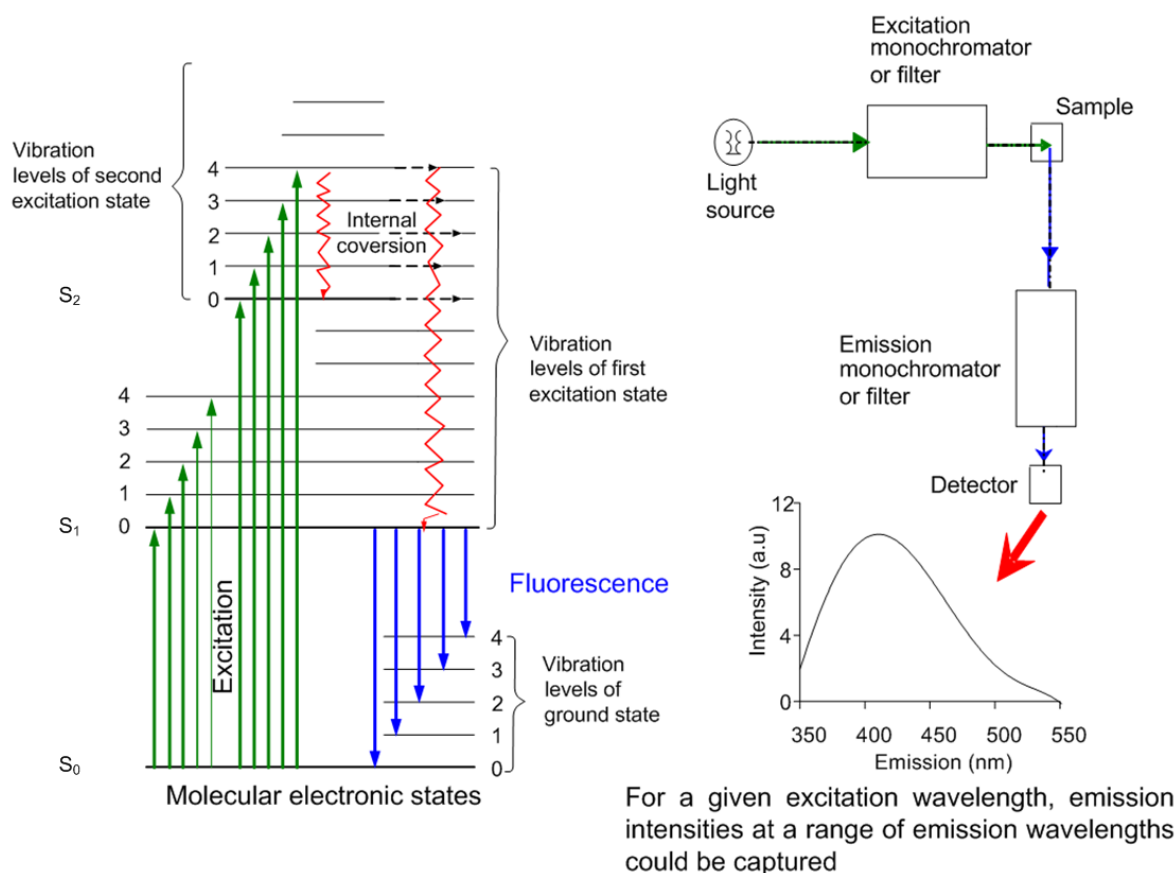 Vibration
levels of second
excitation state
4
3
2
1
0
S2
Internal
coversion
Vibration
levels of first
excitation state
4
3
2
1
0
S1
Excitation
Fluorescence
4
3
2
1
0
Vibration
levels of
ground state
S0
Molecular electronic states
Excitation
monochromator
or filter
Sample
Light
source
Emission
monochromator
or filter
Detector
Intensity (a.u)
12
8
4
0
350 400 450 500 550
Emission (nm)
For a given excitation wavelength, emission
intensities at a range of emission wavelengths
could be captured